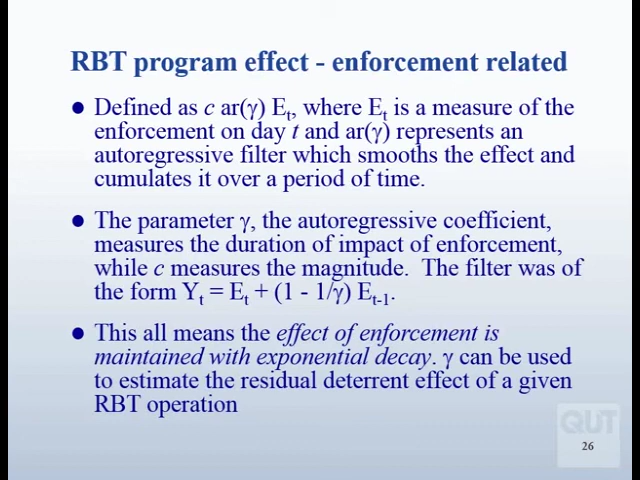 RBT program effect - enforcement related
● Defined as c ar(γ) Et, where Et is a measure of the
enforcement on day t and ar(γ) represents an
autoregressive filter which smooths the effect and
cumulates it over a period of time.
● The parameter γ, the autoregressive coefficient,
measures the duration of impact of enforcement,
while c measures the magnitude. The filter was of
the form Yt = Et + (1 - 1/γ) Et-1.
● This all means the effect of enforcement is
maintained with exponential decay. γ can be used
to estimate the residual deterrent effect of a given
RBT operation
QUT
26